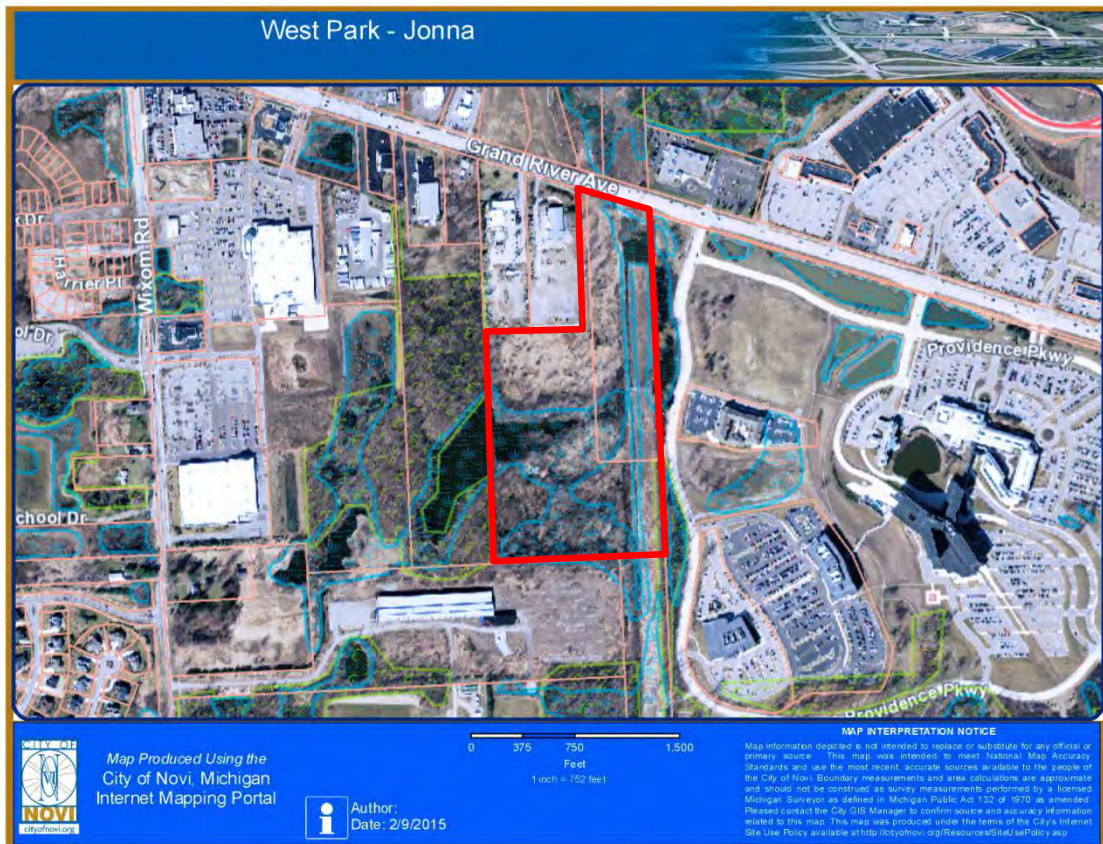 West Park - Jonna
Grand River Ave
Wixom Rd
Providence Pkwy
Providence Pkwy
CITY OF
NOVI
cityofnovi.org
Map Produced Using the
City of Novi, Michigan
Internet Mapping Portal
i
Author:
Date: 2/9/2015
0 375 750 1,500
Feet
1 inch = 752 feet
MAP INTERPRETATION NOTICE
Map information depicted is not intended to replace or substitute for any official or
primary source. This map was intended to meet National Map Accuracy
Standards and use the most recent, accurate sources available to the people of
the City of Novi. Boundary measurements and area calculations are approximate
and should not be construed as survey measurements performed by a licensed
Michigan Surveyor as defined in Michigan Public Act 132 of 1970 as amended.
Please contact the City GIS Manager to confirm source and accuracy information
related to this map. This map was produced under the terms of the City's Internet
Site Use Policy available at http://cityofnovi.org/Resources/SiteUsePolicy.asp